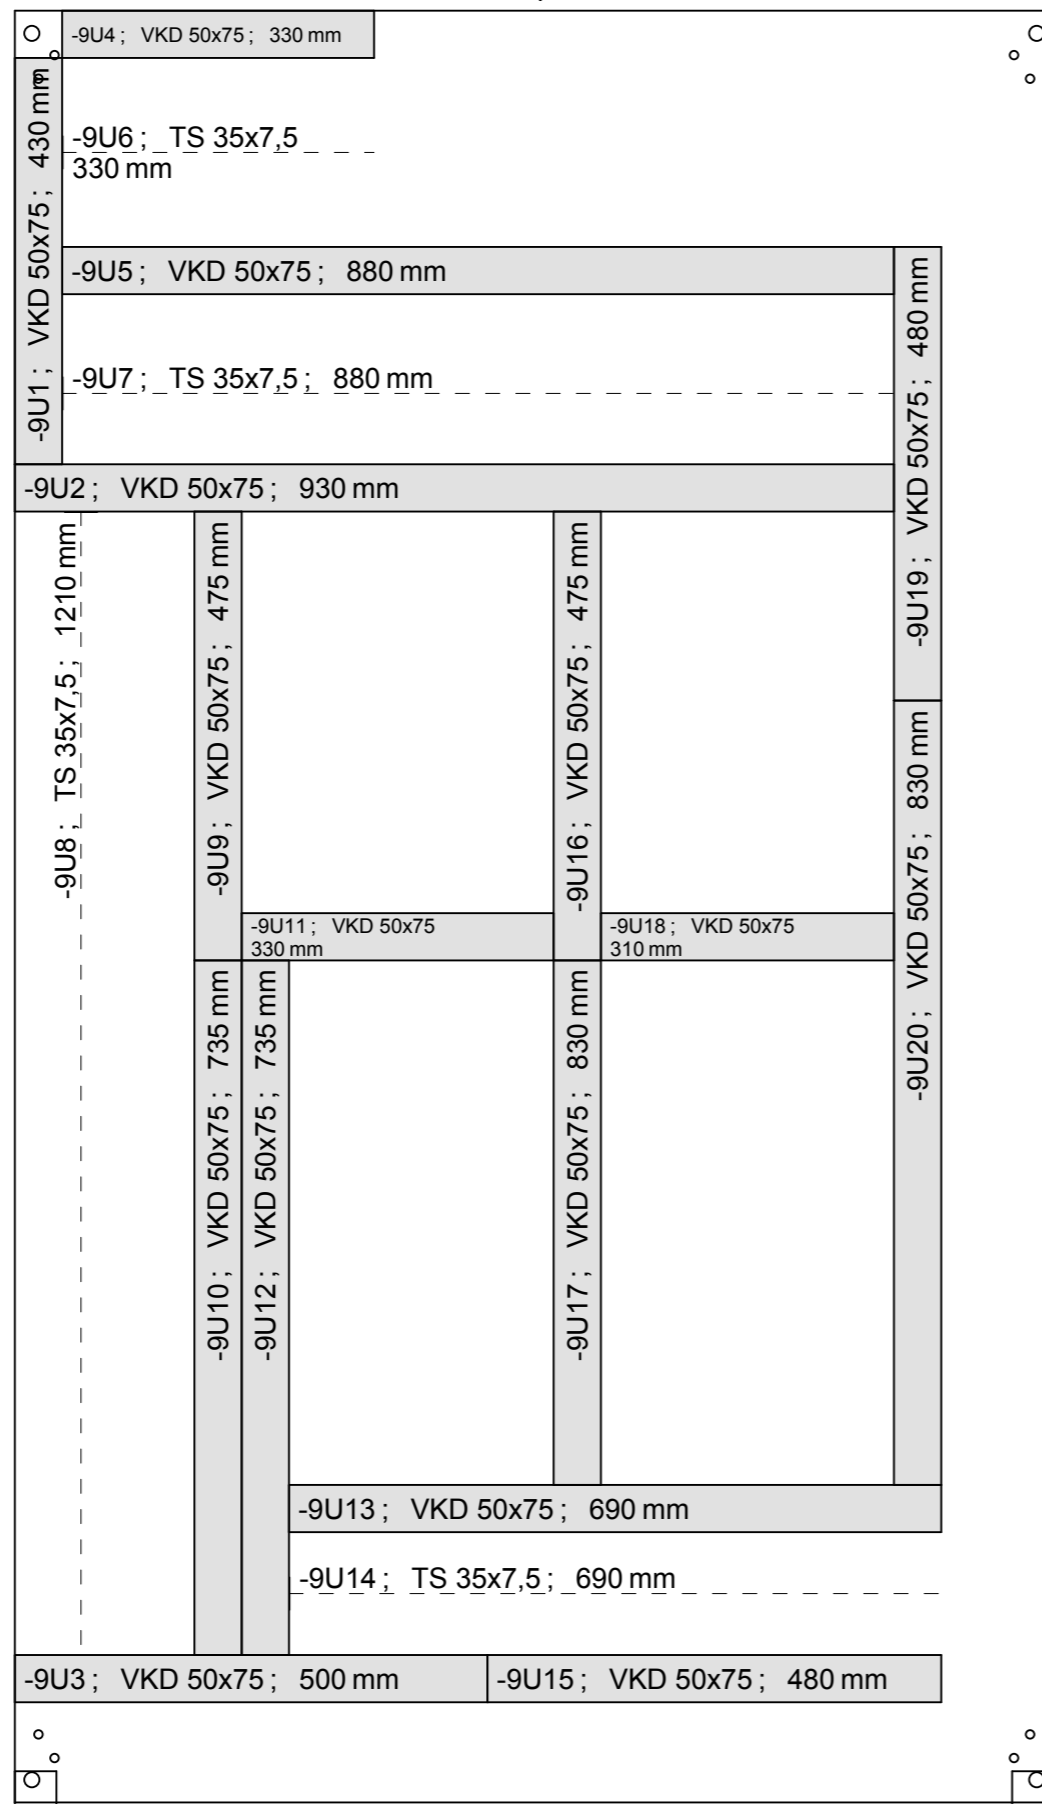 -9U4 ; VKD 50x75 ; 330 mm
-9U1 ; VKD 50x75 ; 430 mm
-9U6 ; TS 35x7,5
330 mm
-9U5 ; VKD 50x75 ; 880 mm
-9U19 ; VKD 50x75 ; 480 mm
-9U7 ; TS 35x7,5 ; 880 mm
-9U2 ; VKD 50x75 ; 930 mm
-9U8 ; TS 35x7,5 ; 1210 mm
-9U9 ; VKD 50x75 ; 475 mm
-9U16 ; VKD 50x75 ; 475 mm
-9U20 ; VKD 50x75 ; 830 mm
-9U11 ; VKD 50x75
330 mm
-9U18 ; VKD 50x75
310 mm
-9U10 ; VKD 50x75 ; 735 mm
-9U12 ; VKD 50x75 ; 735 mm
-9U17 ; VKD 50x75 ; 830 mm
-9U13 ; VKD 50x75 ; 690 mm
-9U14 ; TS 35x7,5 ; 690 mm
-9U3 ; VKD 50x75 ; 500 mm
-9U15 ; VKD 50x75 ; 480 mm